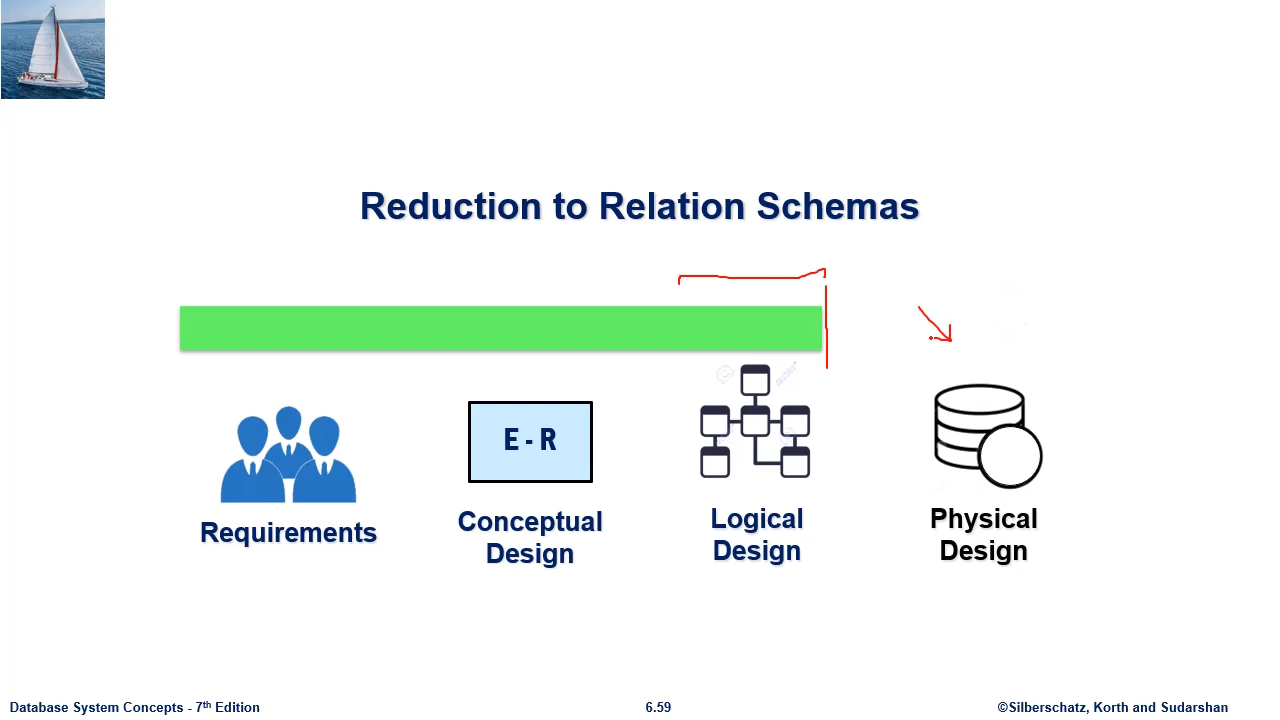 Reduction to Relation Schemas
E - R
Requirements
Conceptual
Design
Logical
Design
Physical
Design
Database System Concepts - 7th Edition
6.59
©Silberschatz, Korth and Sudarshan